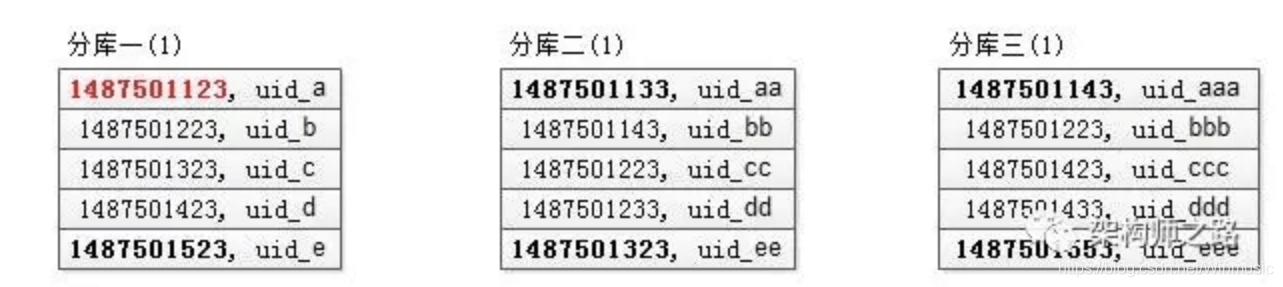 分库一(1)
1487501123, uid_a
1487501223, uid_b
1487501323, uid_c
1487501423, uid_d
1487501523, uid_e
分库二(1)
1487501133, uid_aa
1487501143, uid_bb
1487501223, uid_cc
1487501233, uid_dd
1487501323, uid_ee
分库三(1)
1487501143, uid_aaa
1487501223, uid_bbb
1487501423, uid_ccc
1487501433, uid_ddd
1487501553, uid_eee
架构师之路
https://blog.csdn.net/Winmusic